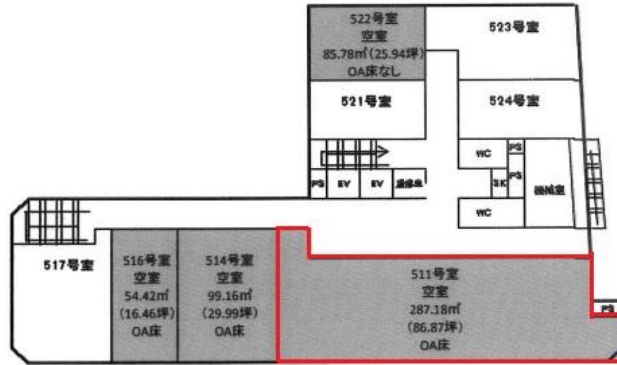 522号室
空室
85.78㎡(25.94坪)
OA床なし
523号室
521号室
524号室
WC
PS
PS
PS
EV
EV
SK
機械室
WC
517号室
516号室
空室
54.42㎡
(16.46坪)
OA床
514号室
空室
99.16㎡
(29.99坪)
OA床
511号室
空室
287.18㎡
(86.87坪)
OA床
PS